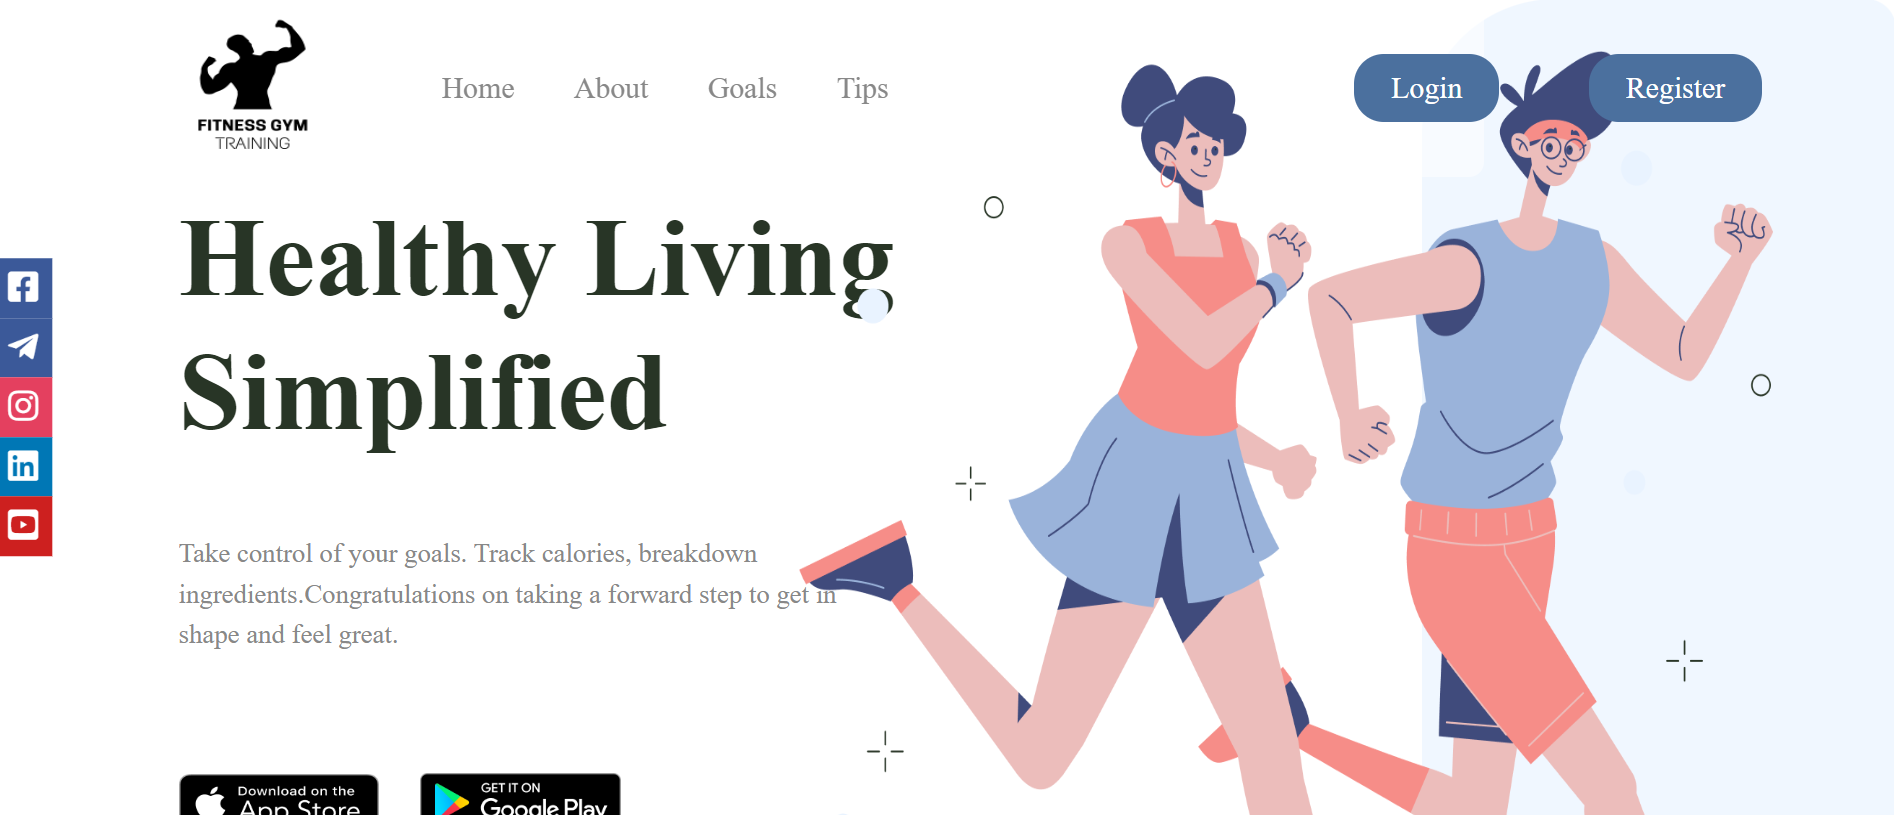 FITNESS GYM
TRAINING
Home About Goals Tips
Login Register
Healthy Living
Simplified
Take control of your goals. Track calories, breakdown
ingredients.Congratulations on taking a forward step to get in
shape and feel great.
Download on the
App Store
GET IT ON
Google Play